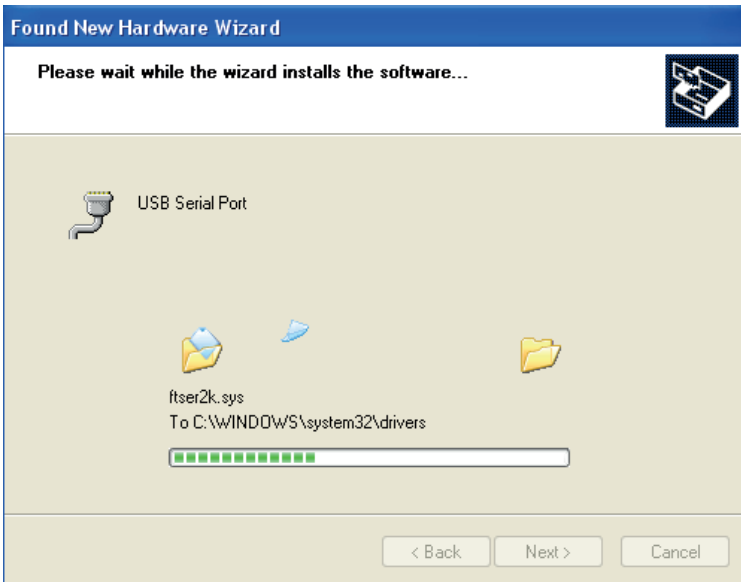 Found New Hardware Wizard
Please wait while the wizard installs the software...
USB Serial Port
ftser2k.sys
To C:\WINDOWS\system32\drivers
< Back Next > Cancel